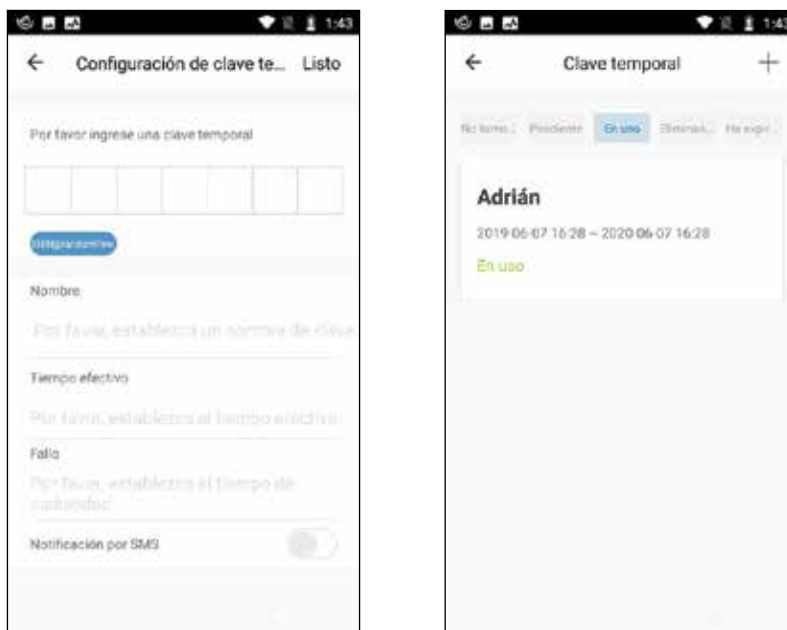 1:43
Configuración de clave te... Listo
Por favor ingrese una clave temporal
Nombre
Por favor, establezca un nombre de clave
Tiempo efectivo
Por favor, establezca el tiempo efectivo
Fallo
Por favor, establezca el tiempo de
caducidad
Notificación por SMS
1:43
Clave temporal
Pendiente En uso
Adrián
2019-06-07 16:28 ~ 2020-06-07 16:28
En uso